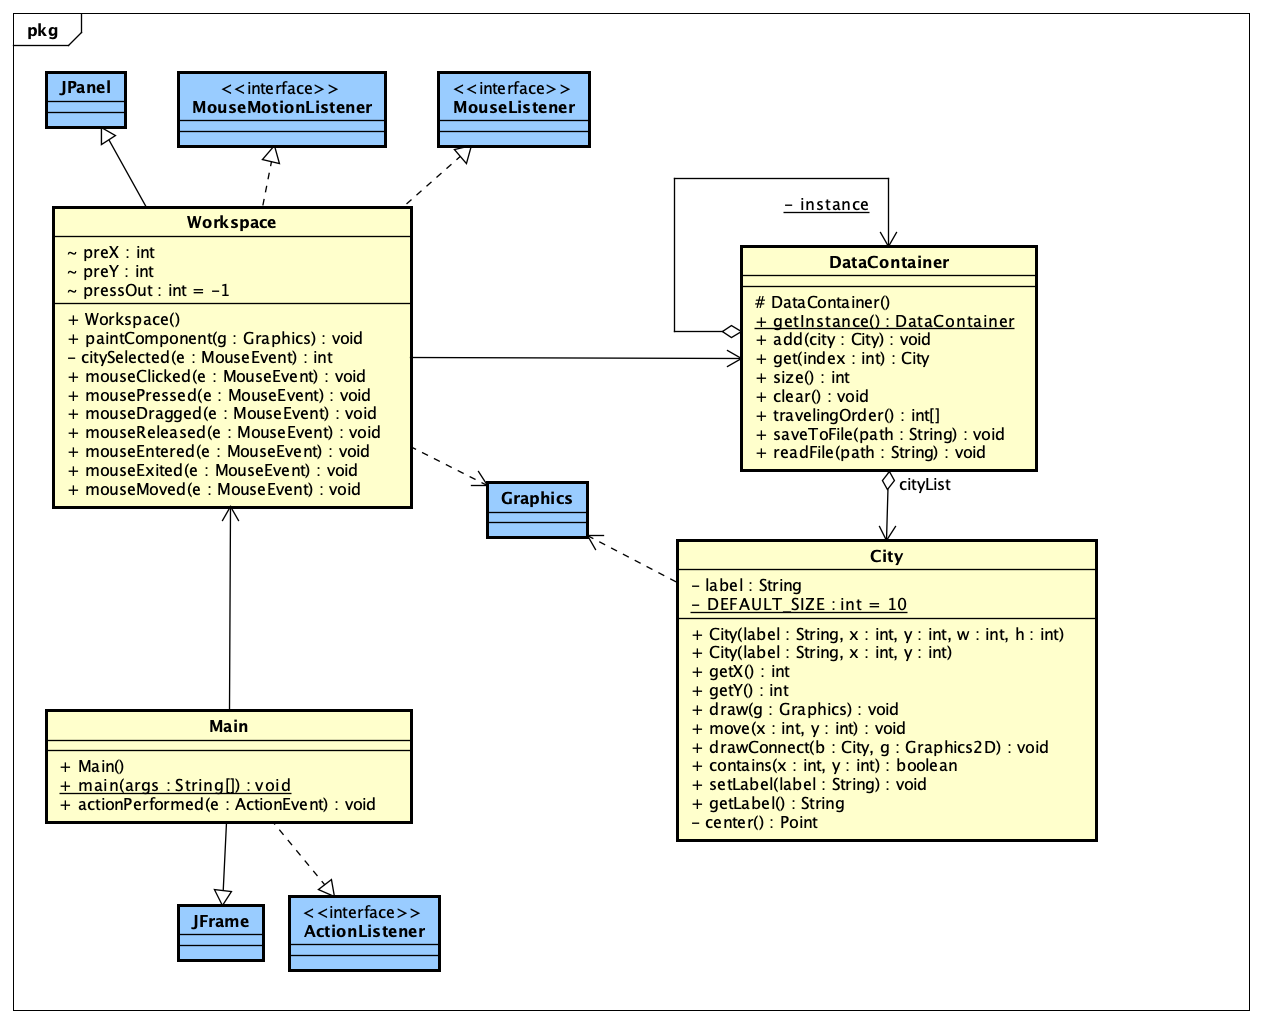 pkg
JPanel
<<interface>>
MouseMotionListener
<<interface>>
MouseListener
Workspace
~ preX : int
~ preY : int
~ pressOut : int = -1
+ Workspace()
+ paintComponent(g : Graphics) : void
- citySelected(e : MouseEvent) : int
+ mouseClicked(e : MouseEvent) : void
+ mousePressed(e : MouseEvent) : void
+ mouseDragged(e : MouseEvent) : void
+ mouseReleased(e : MouseEvent) : void
+ mouseEntered(e : MouseEvent) : void
+ mouseExited(e : MouseEvent) : void
+ mouseMoved(e : MouseEvent) : void
- instance
DataContainer
# DataContainer()
+ getInstance() : DataContainer
+ add(city : City) : void
+ get(index : int) : City
+ size() : int
+ clear() : void
+ travelingOrder() : int[]
+ saveToFile(path : String) : void
+ readFile(path : String) : void
cityList
Graphics
City
- label : String
- DEFAULT_SIZE : int = 10
+ City(label : String, x : int, y : int, w : int, h : int)
+ City(label : String, x : int, y : int)
+ getX() : int
+ getY() : int
+ draw(g : Graphics) : void
+ move(x : int, y : int) : void
+ drawConnect(b : City, g : Graphics2D) : void
+ contains(x : int, y : int) : boolean
+ setLabel(label : String) : void
+ getLabel() : String
- center() : Point
Main
+ Main()
+ main(args : String[]) : void
+ actionPerformed(e : ActionEvent) : void
JFrame
<<interface>>
ActionListener